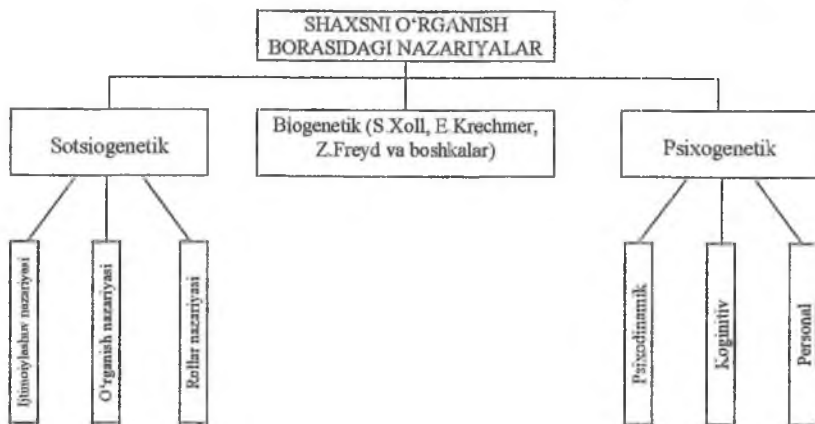 SHAXSNI O‘RGANISH
BORASIDAGI NAZARIYALAR
Sotsiogenetik
Biogenetik (S.Xoll, E.Krechmer,
Z.Freyd va boshkalar)
Psixogenetik
Ijtimoiylashuv nazariyasi
O‘rganish nazariyasi
Rollar nazariyasi
Psixodinamik
Koginitiv
Personal